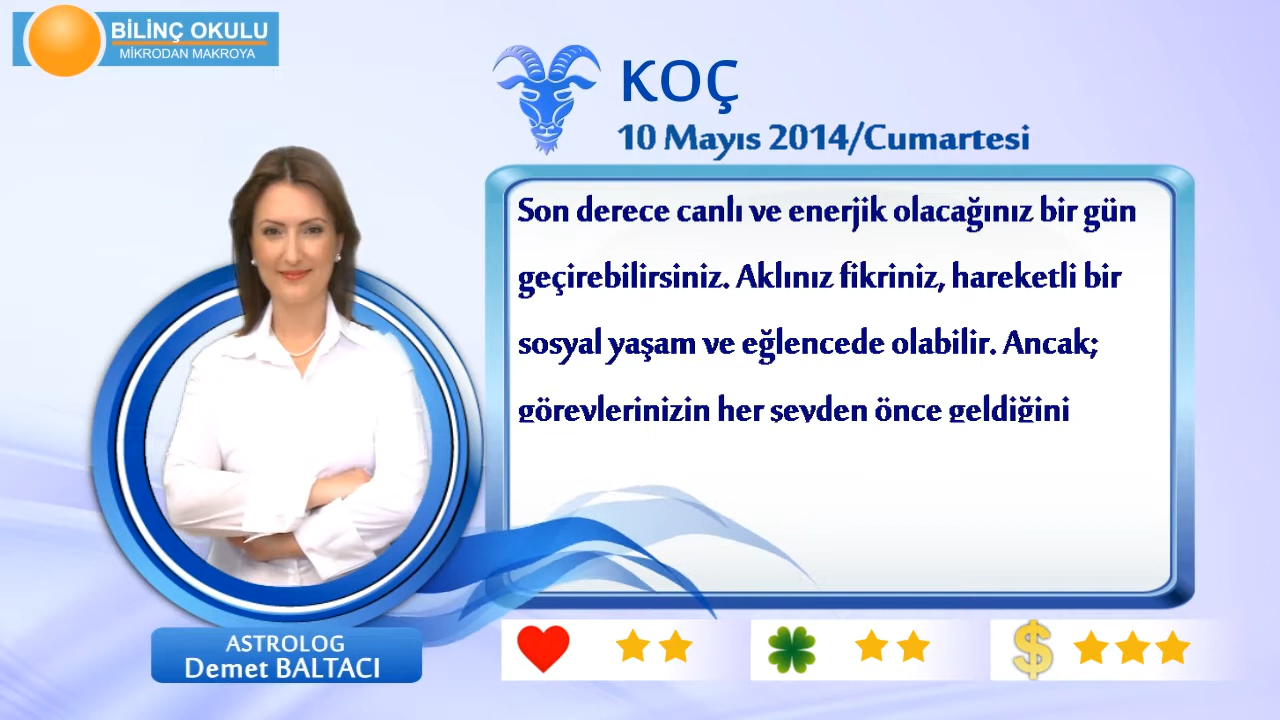 BİLİNÇ OKULU
MİKRODAN MAKROYA
KOÇ
10 Mayıs 2014/Cumartesi
Son derece canlı ve enerjik olacağınız bir gün
geçirebilirsiniz. Aklınız fikriniz, hareketli bir
sosyal yaşam ve eğlencede olabilir. Ancak;
görevlerinizin her şeyden önce geldiğini
ASTROLOG
Demet BALTACI